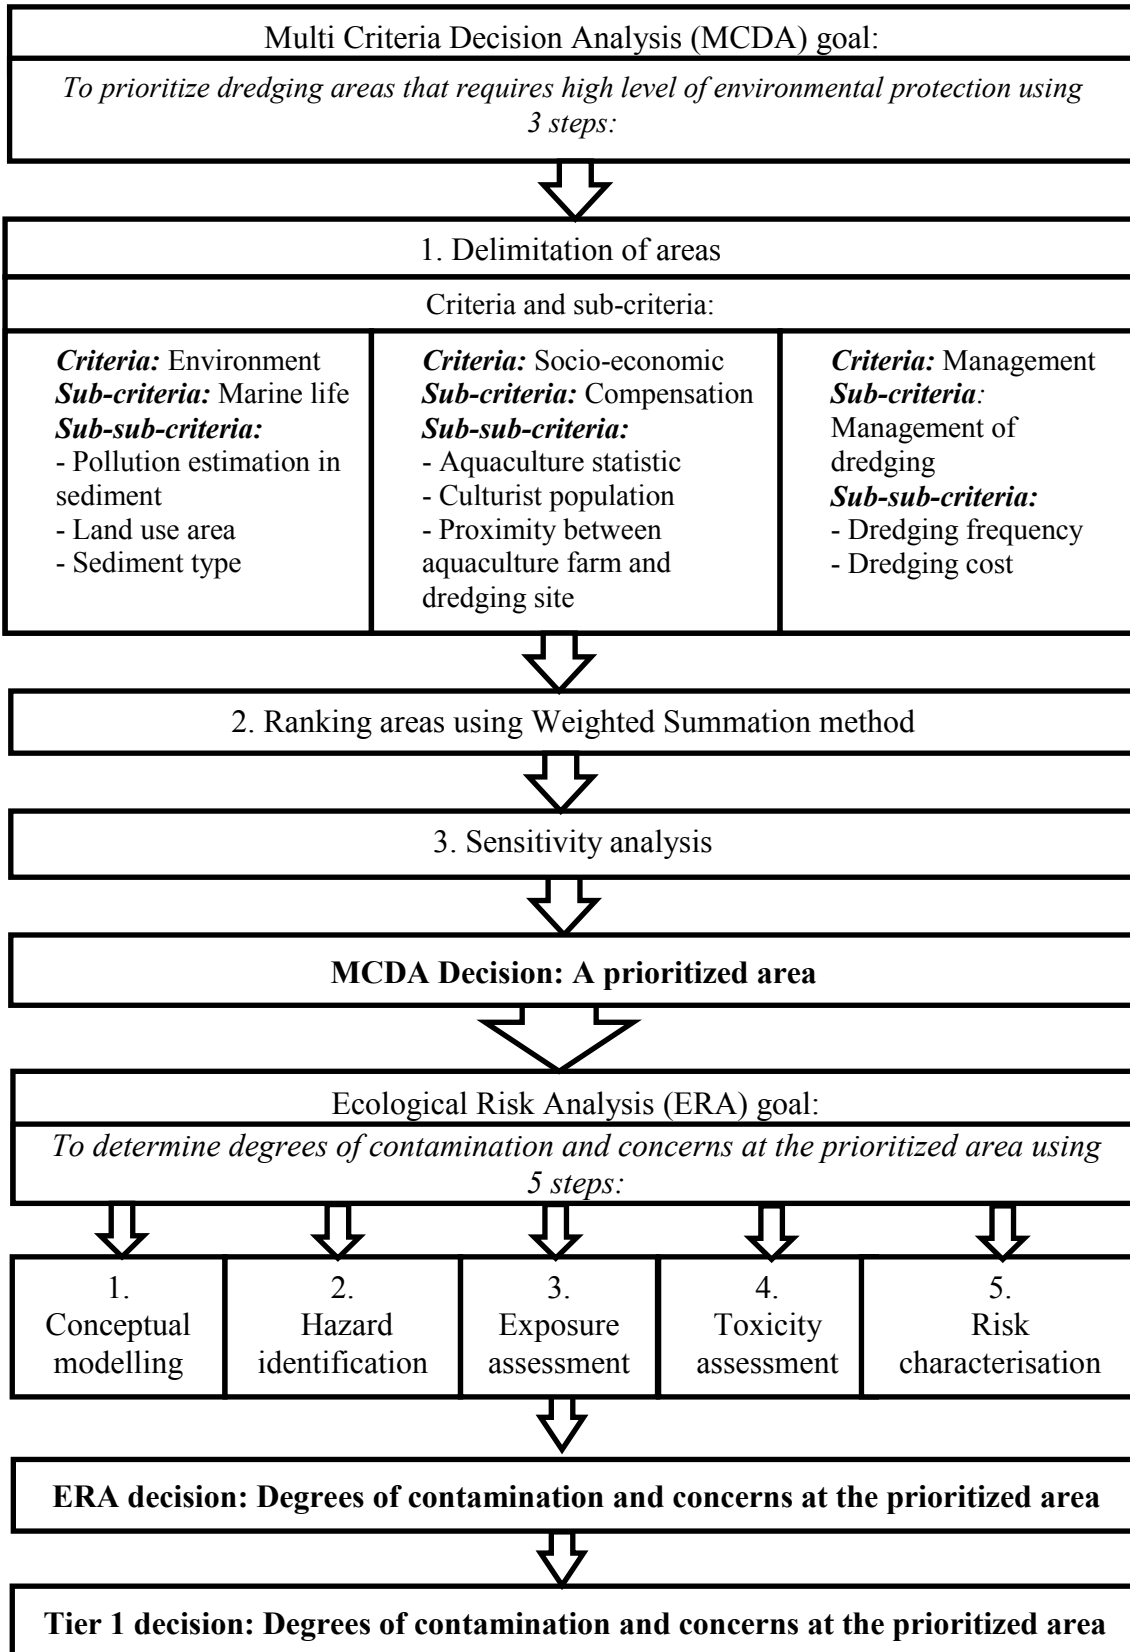 Multi Criteria Decision Analysis (MCDA) goal:
To prioritize dredging areas that requires high level of environmental protection using
3 steps:
1. Delimitation of areas
Criteria and sub-criteria:
Criteria: Environment
Sub-criteria: Marine life
Sub-sub-criteria:
- Pollution estimation in
sediment
- Land use area
- Sediment type
Criteria: Socio-economic
Sub-criteria: Compensation
Sub-sub-criteria:
- Aquaculture statistic
- Culturist population
- Proximity between
aquaculture farm and
dredging site
Criteria: Management
Sub-criteria:
Management of
dredging
Sub-sub-criteria:
- Dredging frequency
- Dredging cost
2. Ranking areas using Weighted Summation method
3. Sensitivity analysis
MCDA Decision: A prioritized area
Ecological Risk Analysis (ERA) goal:
To determine degrees of contamination and concerns at the prioritized area using
5 steps:
1.
Conceptual
modelling
2.
Hazard
identification
3.
Exposure
assessment
4.
Toxicity
assessment
5.
Risk
characterisation
ERA decision: Degrees of contamination and concerns at the prioritized area
Tier 1 decision: Degrees of contamination and concerns at the prioritized area